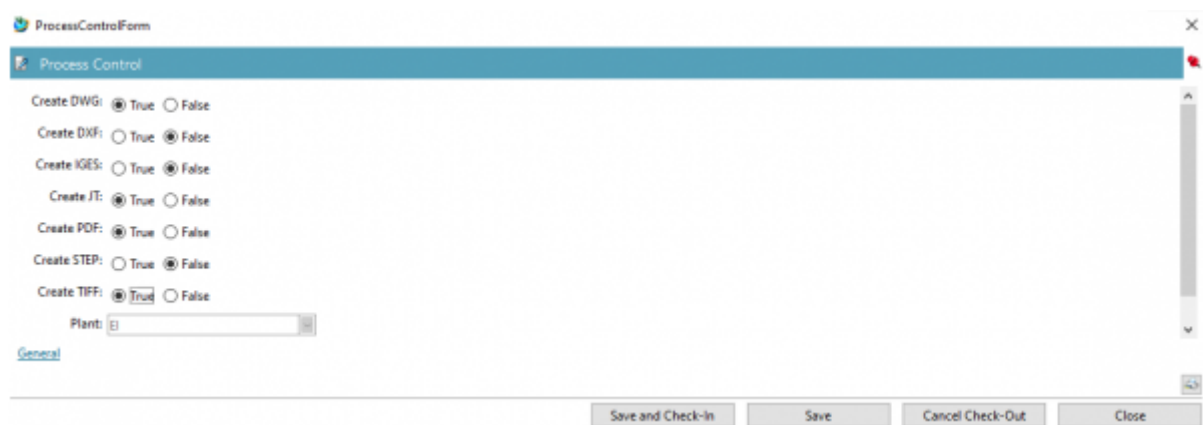 ProcessControlForm
Process Control
Create DWG: True False
Create DXF: True False
Create IGES: True False
Create JT: True False
Create PDF: True False
Create STEP: True False
Create TIFF: True False
Plant:
General
Save and Check-In Save Cancel Check-Out Close